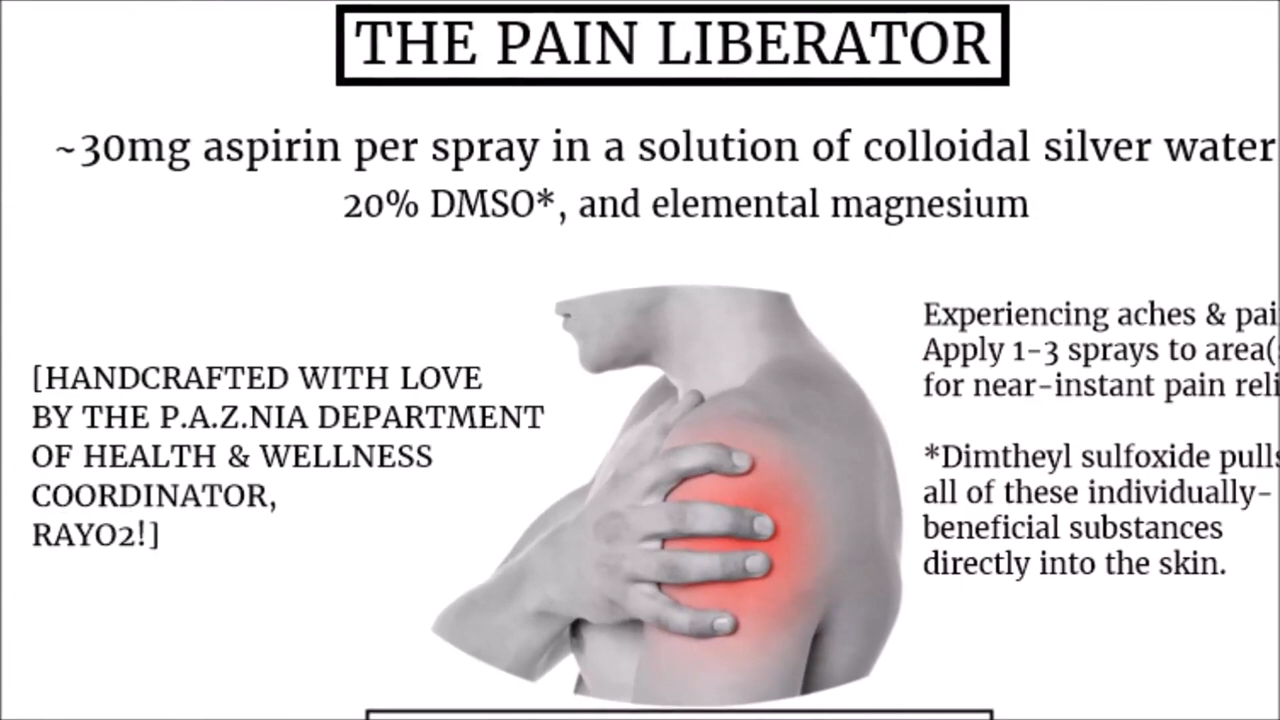 THE PAIN LIBERATOR
~30mg aspirin per spray in a solution of colloidal silver water
20% DMSO*, and elemental magnesium
[HANDCRAFTED WITH LOVE
BY THE P.A.Z.NIA DEPARTMENT
OF HEALTH & WELLNESS
COORDINATOR,
RAYO2!]
Experiencing aches &
Apply 1-3 sprays to
for near-instant pain
*Dimtheyl sulfoxide pulls
all of these individually-
beneficial substances
directly into the skin.